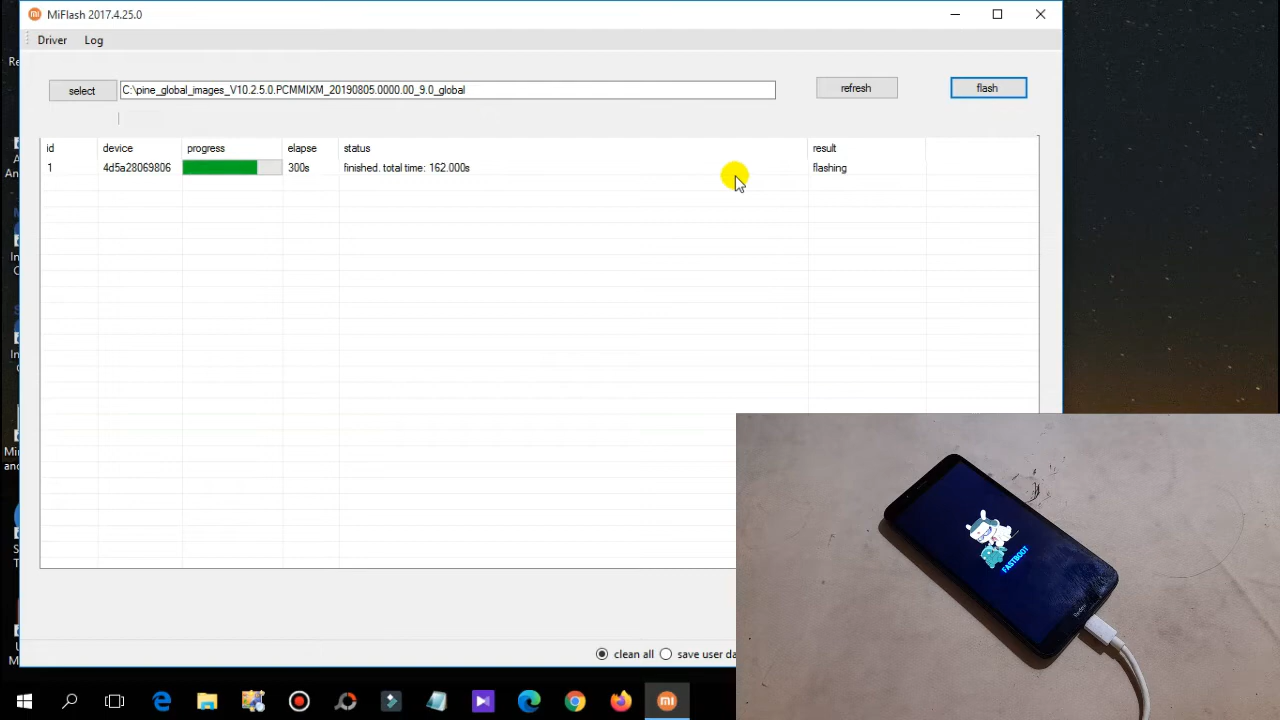 MiFlash 2017.4.25.0
Driver Log
select C:\pine_global_images_V10.2.5.0.PCMMIXM_20190805.0000.00_9.0_global refresh flash
id device progress elapse status result
1 4d5a28069806 300s finished. total time: 162.000s flashing
FASTBOOT
Redmi
clean all save user da